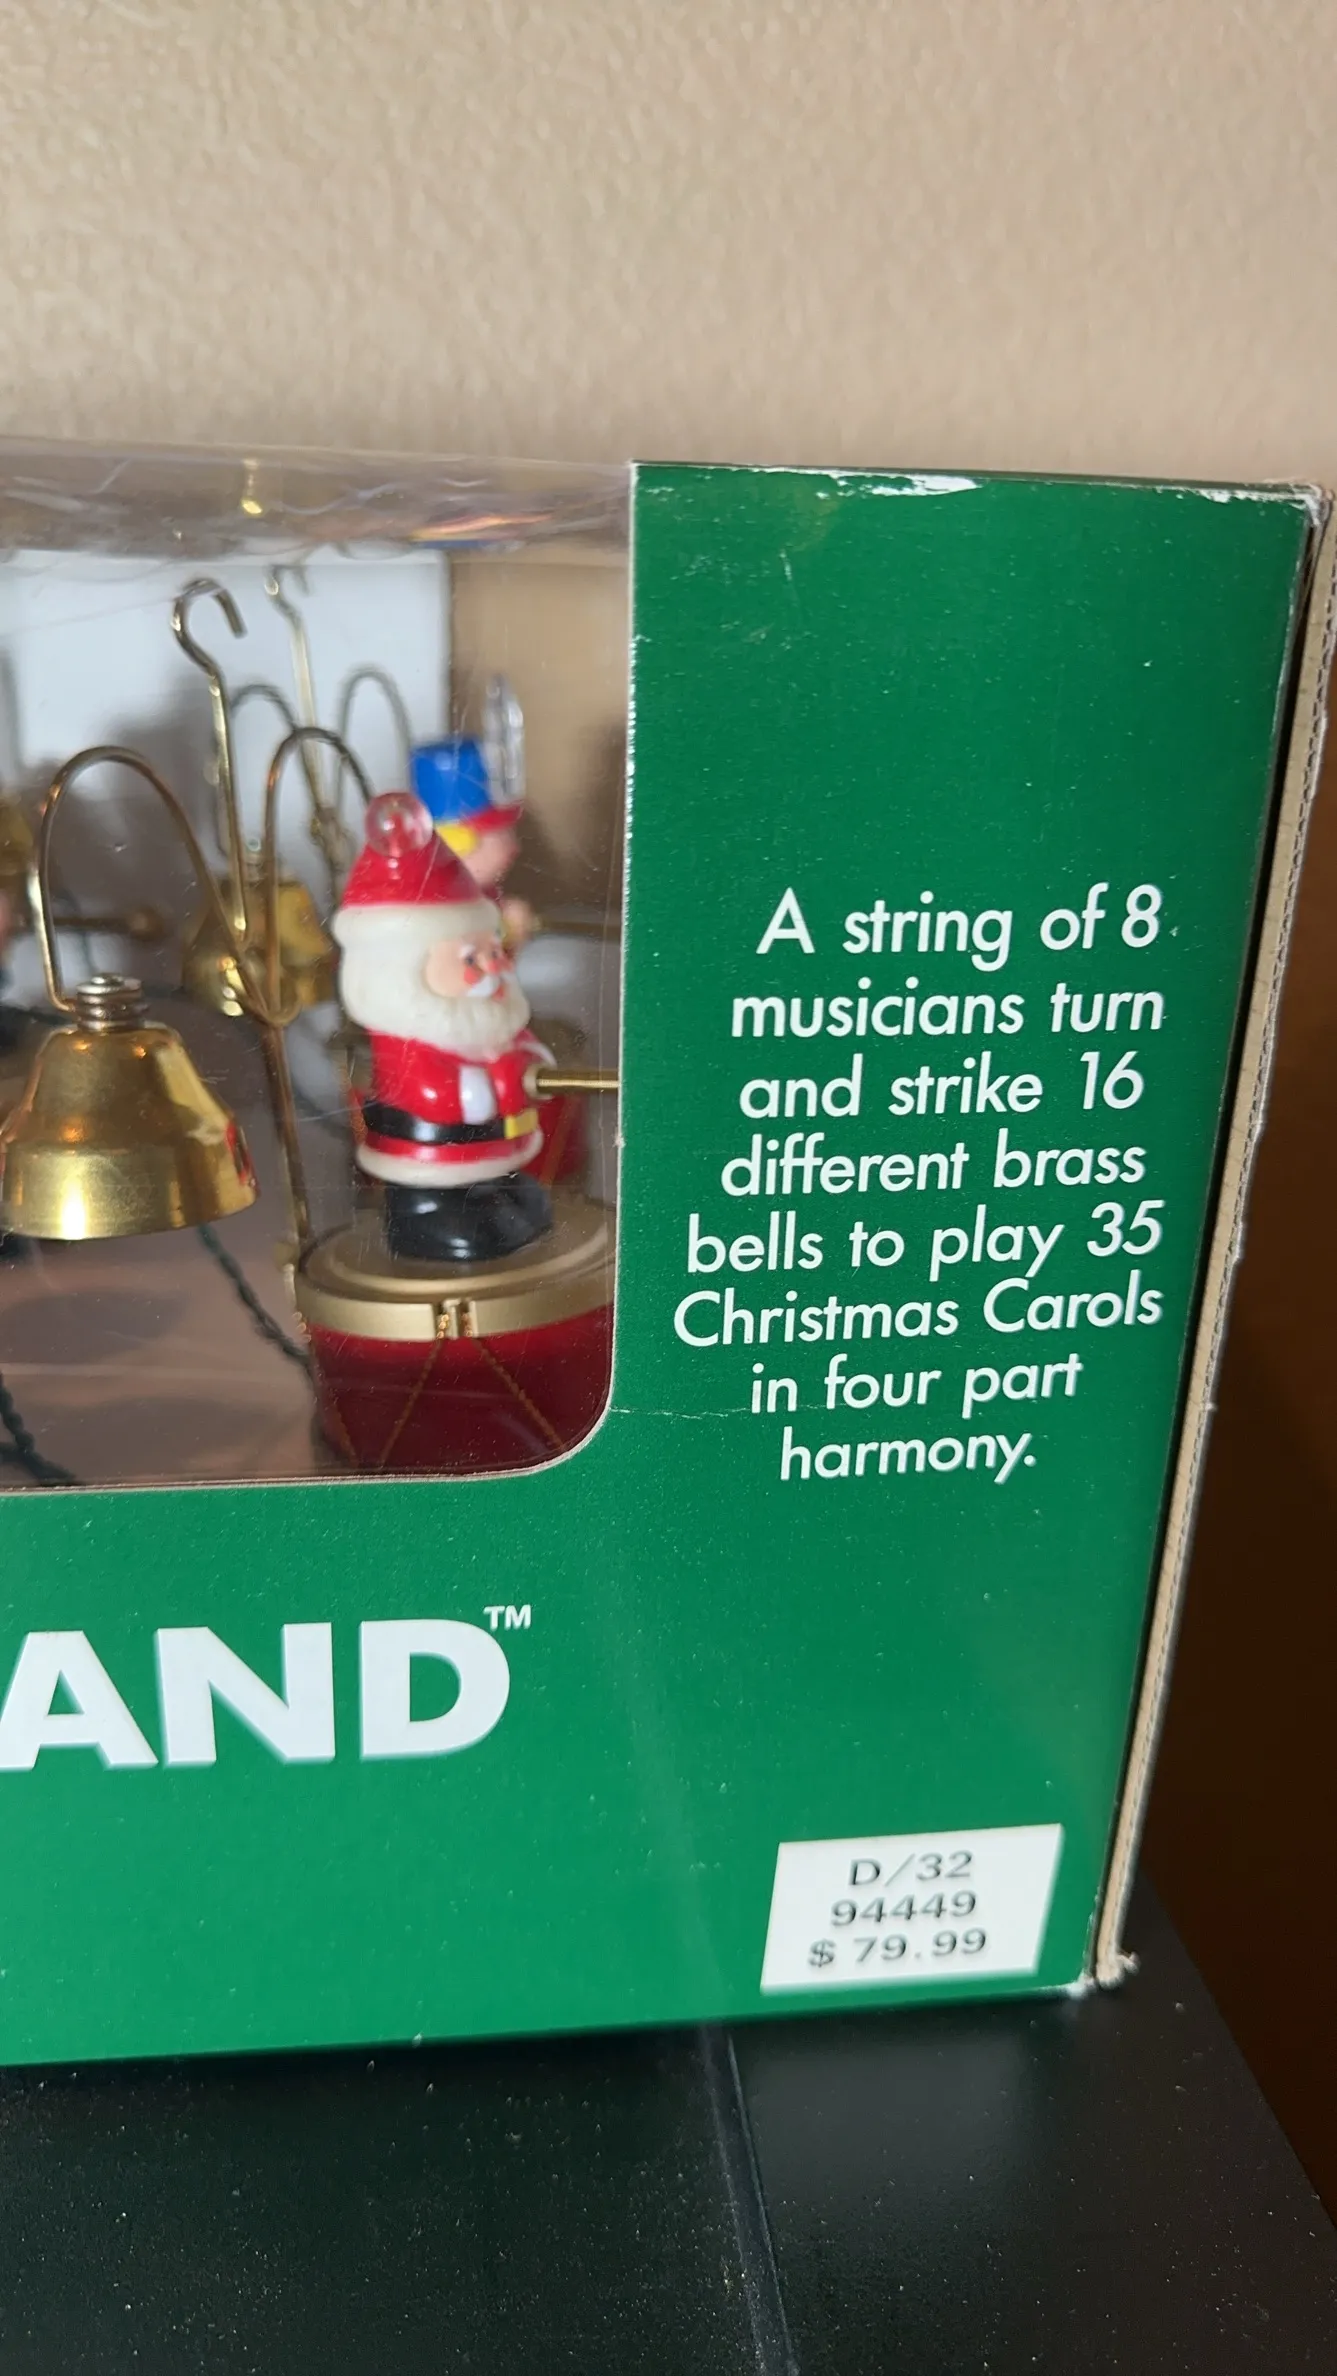 A string of 8
musicians turn
and strike 16
different brass
bells to play 35
Christmas Carols
in four part
harmony.
AND™
D/32
94449
$ 79.99